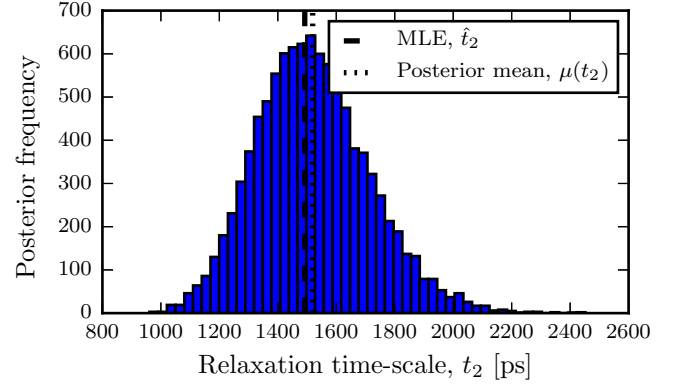 700
600
500
400
300
200
100
0
Posterior frequency
MLE, t̂₂
Posterior mean, μ(t₂)
800 1000 1200 1400 1600 1800 2000 2200 2400 2600
Relaxation time-scale, t₂ [ps]